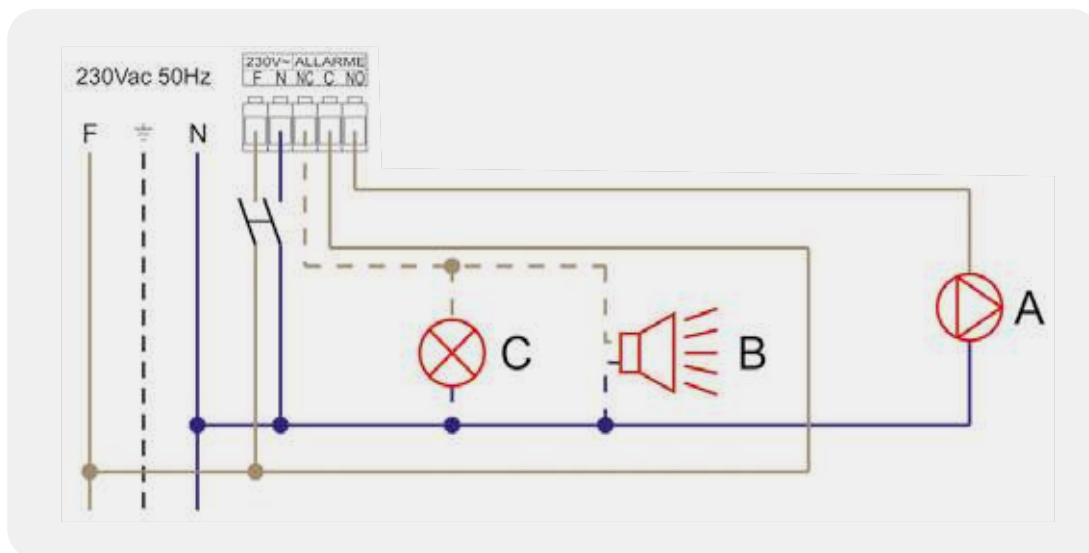 230V~ ALLARME
F N NC C NO
230Vac 50Hz
F N
A
C
B